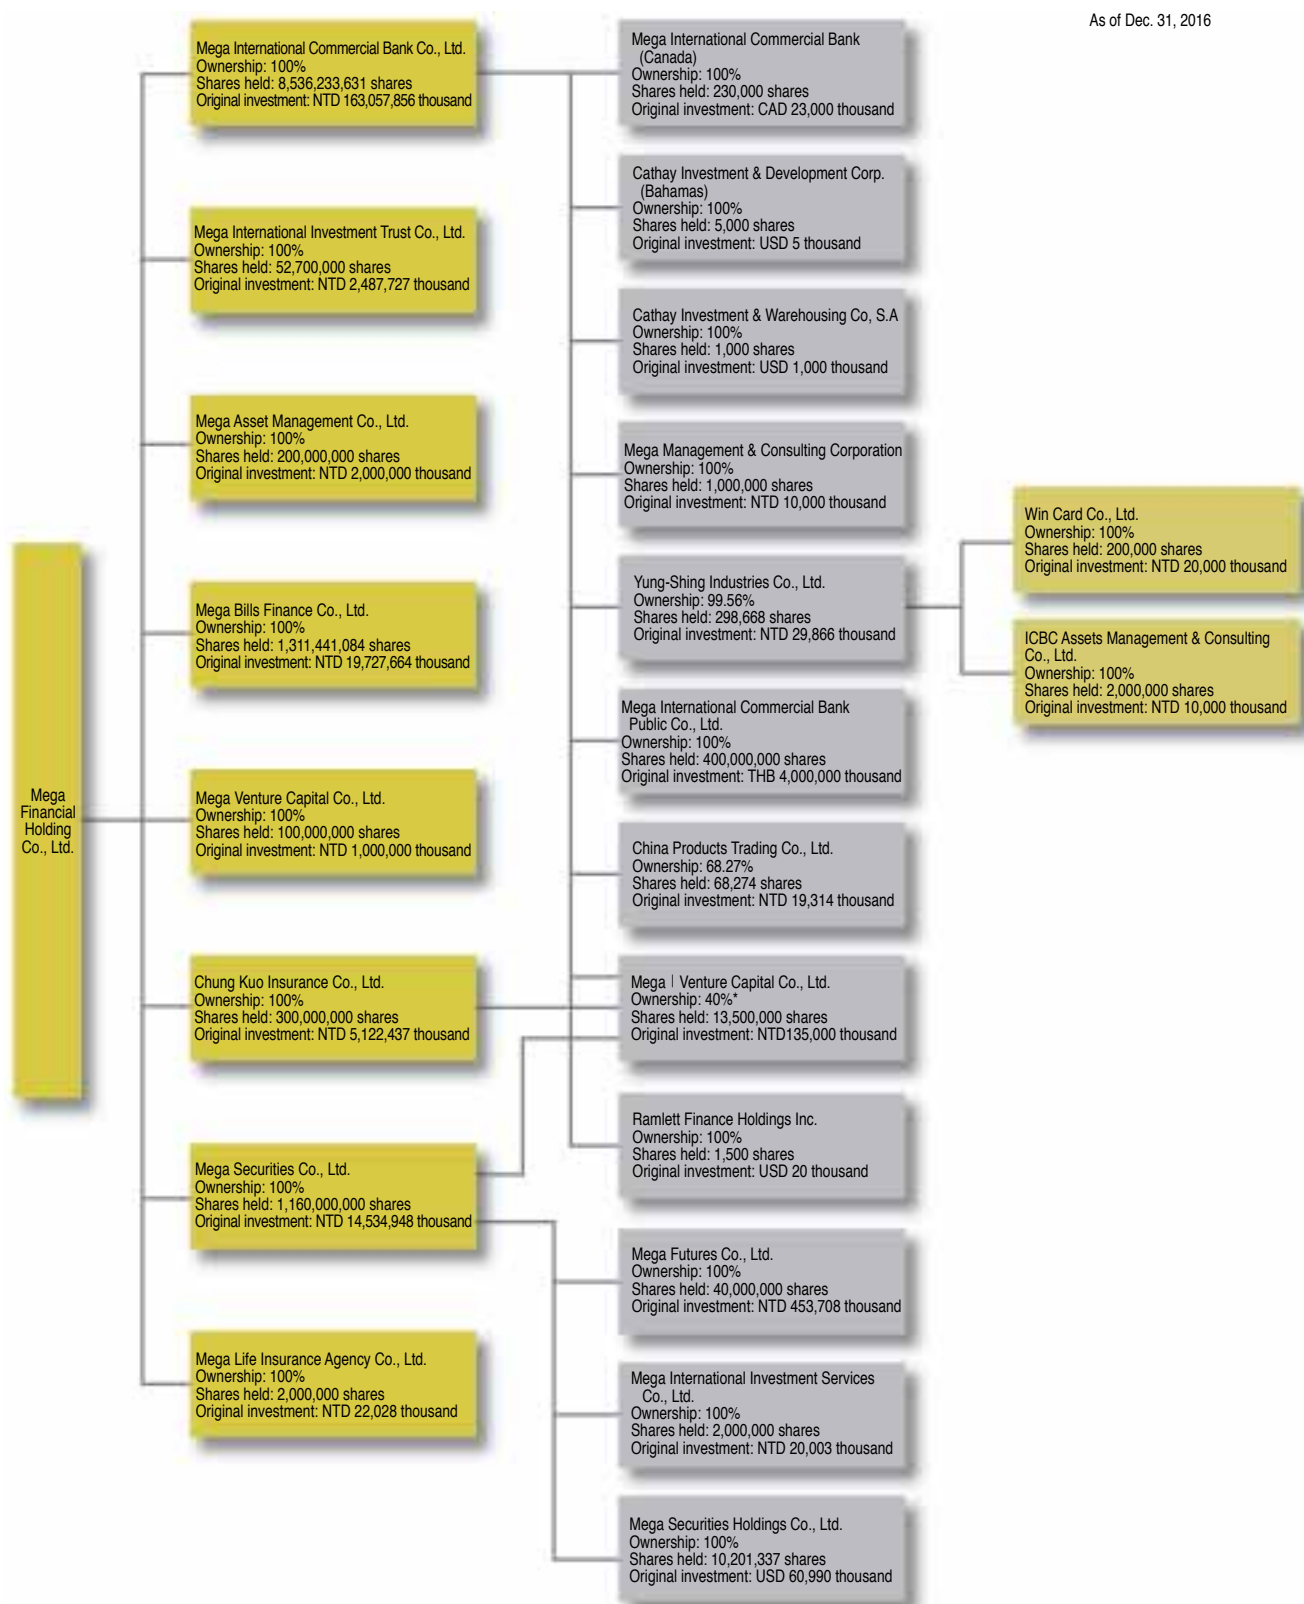 As of Dec. 31, 2016
Mega
Financial
Holding
Co., Ltd.
Mega International Commercial Bank Co., Ltd.
Ownership: 100%
Shares held: 8,536,233,631 shares
Original investment: NTD 163,057,856 thousand
Mega International Investment Trust Co., Ltd.
Ownership: 100%
Shares held: 52,700,000 shares
Original investment: NTD 2,487,727 thousand
Mega Asset Management Co., Ltd.
Ownership: 100%
Shares held: 200,000,000 shares
Original investment: NTD 2,000,000 thousand
Mega Bills Finance Co., Ltd.
Ownership: 100%
Shares held: 1,311,441,084 shares
Original investment: NTD 19,727,664 thousand
Mega Venture Capital Co., Ltd.
Ownership: 100%
Shares held: 100,000,000 shares
Original investment: NTD 1,000,000 thousand
Chung Kuo Insurance Co., Ltd.
Ownership: 100%
Shares held: 300,000,000 shares
Original investment: NTD 5,122,437 thousand
Mega Securities Co., Ltd.
Ownership: 100%
Shares held: 1,160,000,000 shares
Original investment: NTD 14,534,948 thousand
Mega Life Insurance Agency Co., Ltd.
Ownership: 100%
Shares held: 2,000,000 shares
Original investment: NTD 22,028 thousand
Mega International Commercial Bank
(Canada)
Ownership: 100%
Shares held: 230,000 shares
Original investment: CAD 23,000 thousand
Cathay Investment & Development Corp.
(Bahamas)
Ownership: 100%
Shares held: 5,000 shares
Original investment: USD 5 thousand
Cathay Investment & Warehousing Co, S.A
Ownership: 100%
Shares held: 1,000 shares
Original investment: USD 1,000 thousand
Mega Management & Consulting Corporation
Ownership: 100%
Shares held: 1,000,000 shares
Original investment: NTD 10,000 thousand
Yung-Shing Industries Co., Ltd.
Ownership: 99.56%
Shares held: 298,668 shares
Original investment: NTD 29,866 thousand
Mega International Commercial Bank
Public Co., Ltd.
Ownership: 100%
Shares held: 400,000,000 shares
Original investment: THB 4,000,000 thousand
China Products Trading Co., Ltd.
Ownership: 68.27%
Shares held: 68,274 shares
Original investment: NTD 19,314 thousand
Mega I Venture Capital Co., Ltd.
Ownership: 40%*
Shares held: 13,500,000 shares
Original investment: NTD135,000 thousand
Ramlett Finance Holdings Inc.
Ownership: 100%
Shares held: 1,500 shares
Original investment: USD 20 thousand
Mega Futures Co., Ltd.
Ownership: 100%
Shares held: 40,000,000 shares
Original investment: NTD 453,708 thousand
Mega International Investment Services
Co., Ltd.
Ownership: 100%
Shares held: 2,000,000 shares
Original investment: NTD 20,003 thousand
Mega Securities Holdings Co., Ltd.
Ownership: 100%
Shares held: 10,201,337 shares
Original investment: USD 60,990 thousand
Win Card Co., Ltd.
Ownership: 100%
Shares held: 200,000 shares
Original investment: NTD 20,000 thousand
ICBC Assets Management & Consulting
Co., Ltd.
Ownership: 100%
Shares held: 2,000,000 shares
Original investment: NTD 10,000 thousand